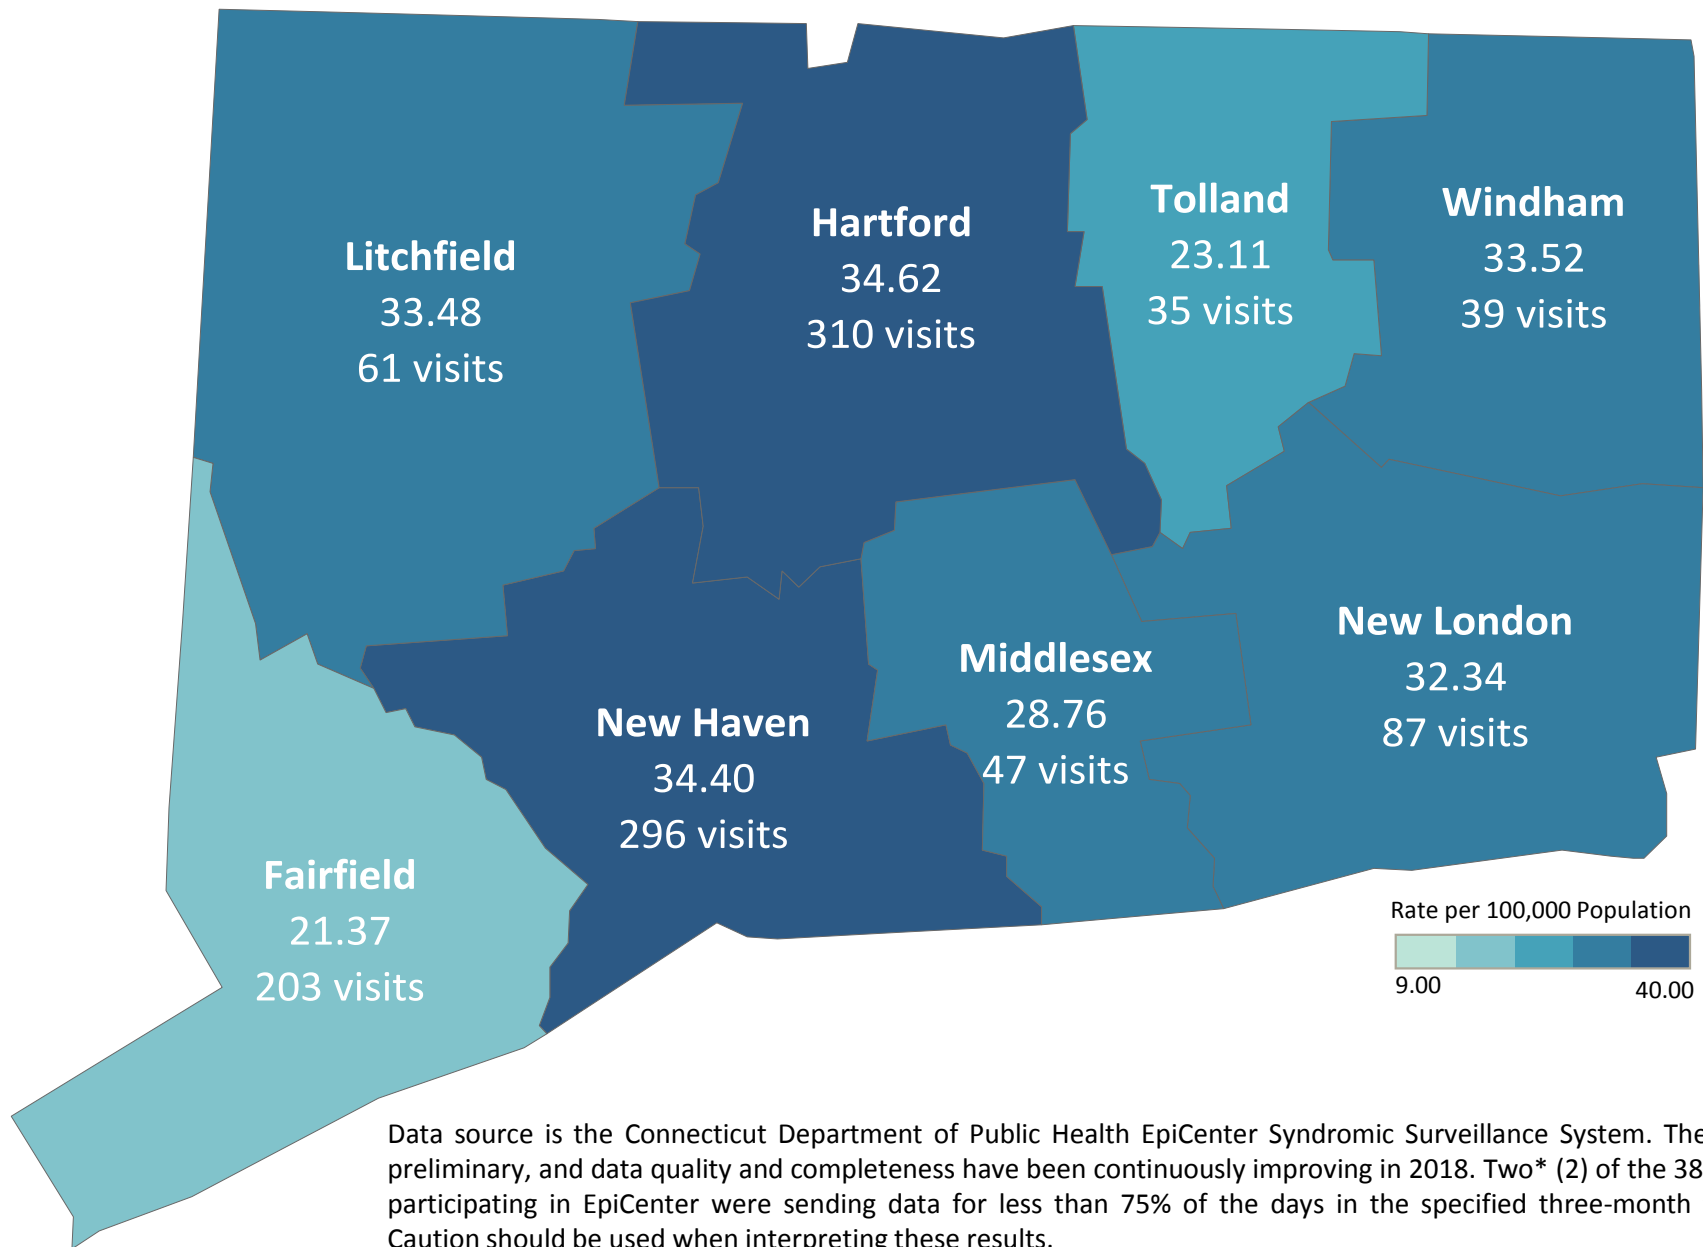 Litchfield
33.48
61 visits
Hartford
34.62
310 visits
Tolland
23.11
35 visits
Windham
33.52
39 visits
New Haven
34.40
296 visits
Middlesex
28.76
47 visits
New London
32.34
87 visits
Fairfield
21.37
203 visits
Rate per 100,000 Population
9.00
40.00
Data source is the Connecticut Department of Public Health EpiCenter Syndromic Surveillance System. The
preliminary, and data quality and completeness have been continuously improving in 2018. Two* (2) of the 38
participating in EpiCenter were sending data for less than 75% of the days in the specified three-month
Caution should be used when interpreting these results.